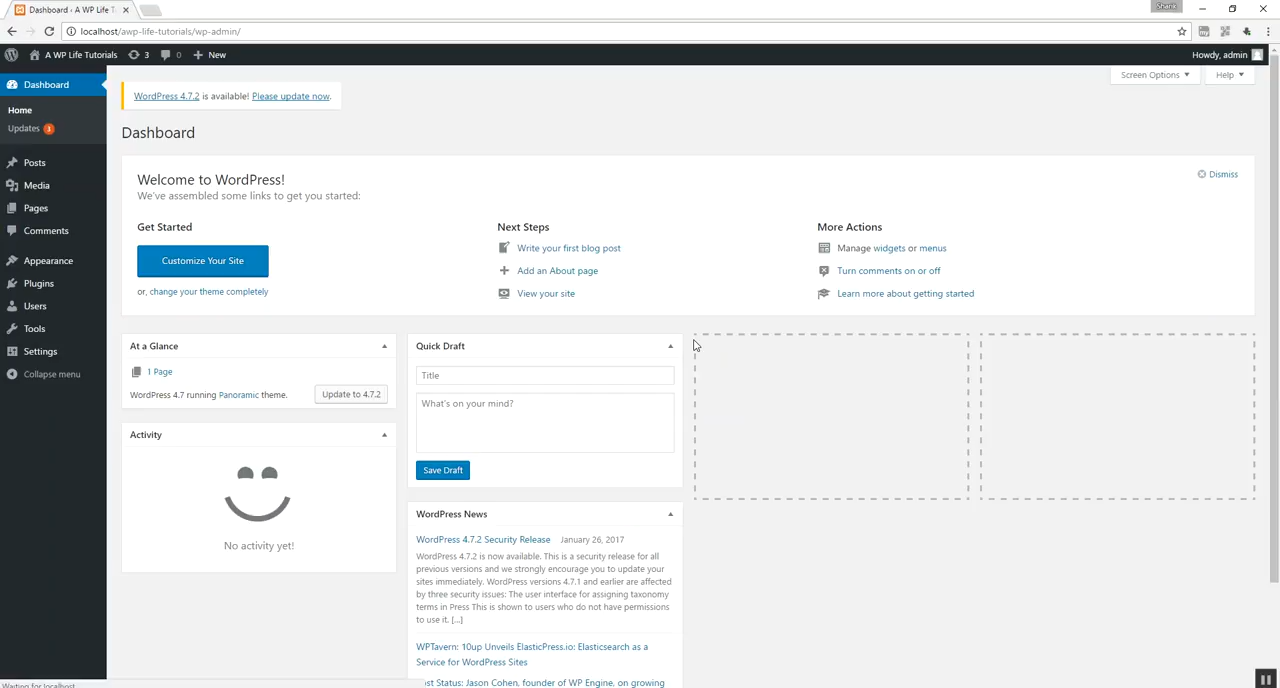 Dashboard ‹ A WP Life T
Shank
localhost/awp-life-tutorials/wp-admin/
A WP Life Tutorials 3 0 New
Howdy, admin
Dashboard
Home
Updates 3
Posts
Media
Pages
Comments
Appearance
Plugins
Users
Tools
Settings
Collapse menu
Screen Options
Help
WordPress 4.7.2 is available! Please update now.
Dashboard
Welcome to WordPress!
We've assembled some links to get you started:
Dismiss
Get Started
Customize Your Site
or, change your theme completely
Next Steps
Write your first blog post
Add an About page
View your site
More Actions
Manage widgets or menus
Turn comments on or off
Learn more about getting started
At a Glance
1 Page
WordPress 4.7 running Panoramic theme.
Update to 4.7.2
Activity
No activity yet!
Quick Draft
Title
What's on your mind?
Save Draft
WordPress News
WordPress 4.7.2 Security Release January 26, 2017
WordPress 4.7.2 is now available. This is a security release for all
previous versions and we strongly encourage you to update your
sites immediately. WordPress versions 4.7.1 and earlier are affected
by three security issues: The user interface for assigning taxonomy
terms in Press This is shown to users who do not have permissions
to use it. […]
WPTavern: 10up Unveils ElasticPress.io: Elasticsearch as a
Service for WordPress Sites
Status: Jason Cohen, founder of WP Engine, on growing
Waiting for localhost